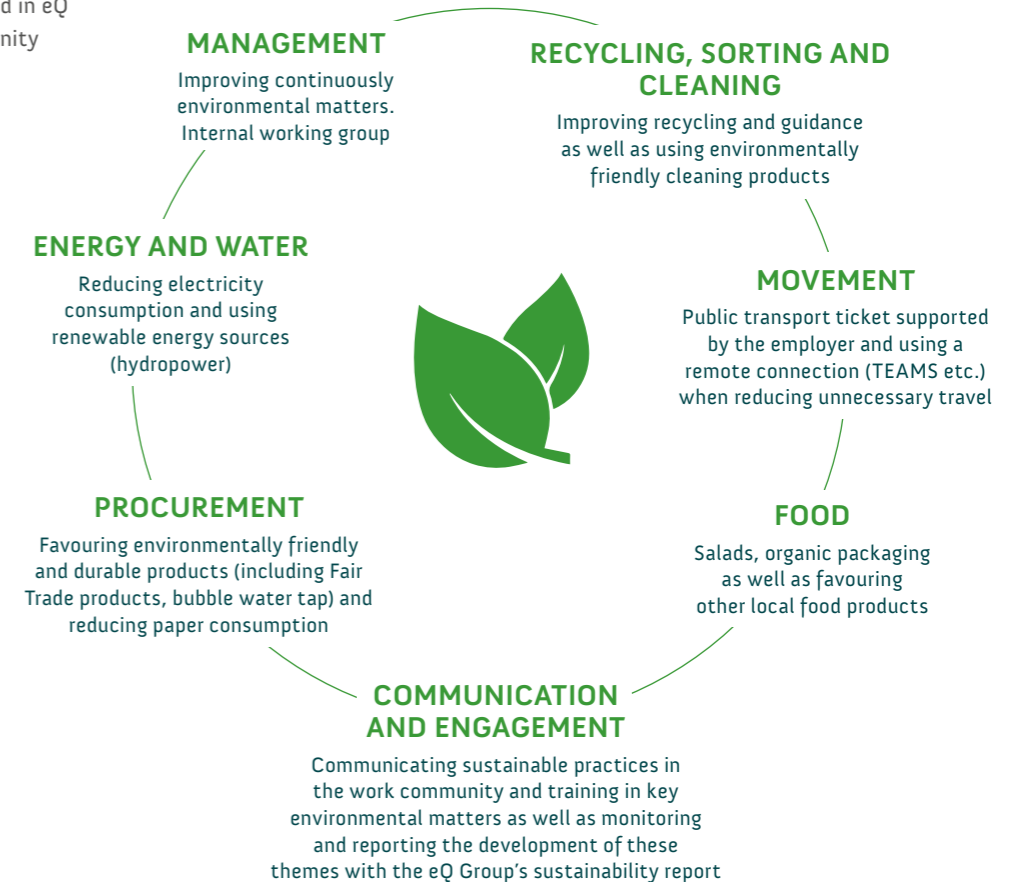 d in eQ
nity
MANAGEMENT
Improving continuously
environmental matters.
Internal working group
RECYCLING, SORTING AND
CLEANING
Improving recycling and guidance
as well as using environmentally
friendly cleaning products
ENERGY AND WATER
Reducing electricity
consumption and using
renewable energy sources
(hydropower)
MOVEMENT
Public transport ticket supported
by the employer and using a
remote connection (TEAMS etc.)
when reducing unnecessary travel
PROCUREMENT
Favouring environmentally friendly
and durable products (including Fair
Trade products, bubble water tap) and
reducing paper consumption
FOOD
Salads, organic packaging
as well as favouring
other local food products
COMMUNICATION
AND ENGAGEMENT
Communicating sustainable practices in
the work community and training in key
environmental matters as well as monitoring
and reporting the development of these
themes with the eQ Group's sustainability report